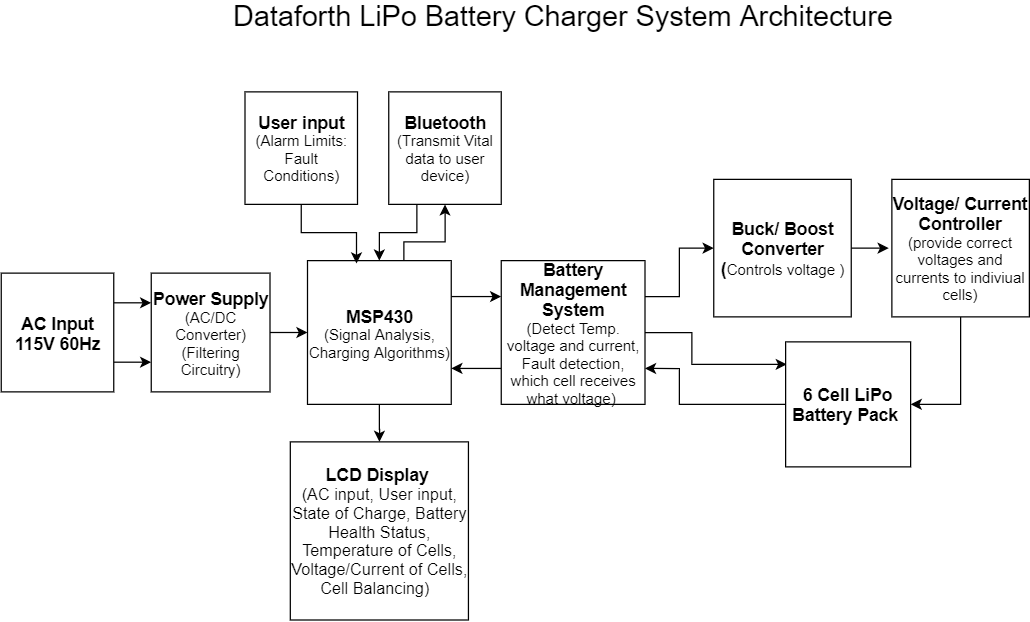 Dataforth LiPo Battery Charger System Architecture
User input
(Alarm Limits:
Fault
Conditions)
Bluetooth
(Transmit Vital
data to user
device)
Buck/ Boost
Converter
(Controls voltage )
Voltage/ Current
Controller
(provide correct
voltages and
currents to indiviual
cells)
AC Input
115V 60Hz
Power Supply
(AC/DC
Converter)
(Filtering
Circuitry)
MSP430
(Signal Analysis,
Charging Algorithms)
Battery
Management
System
(Detect Temp.
voltage and current,
Fault detection,
which cell receives
what voltage)
6 Cell LiPo
Battery Pack
LCD Display
(AC input, User input,
State of Charge, Battery
Health Status,
Temperature of Cells,
Voltage/Current of Cells,
Cell Balancing)